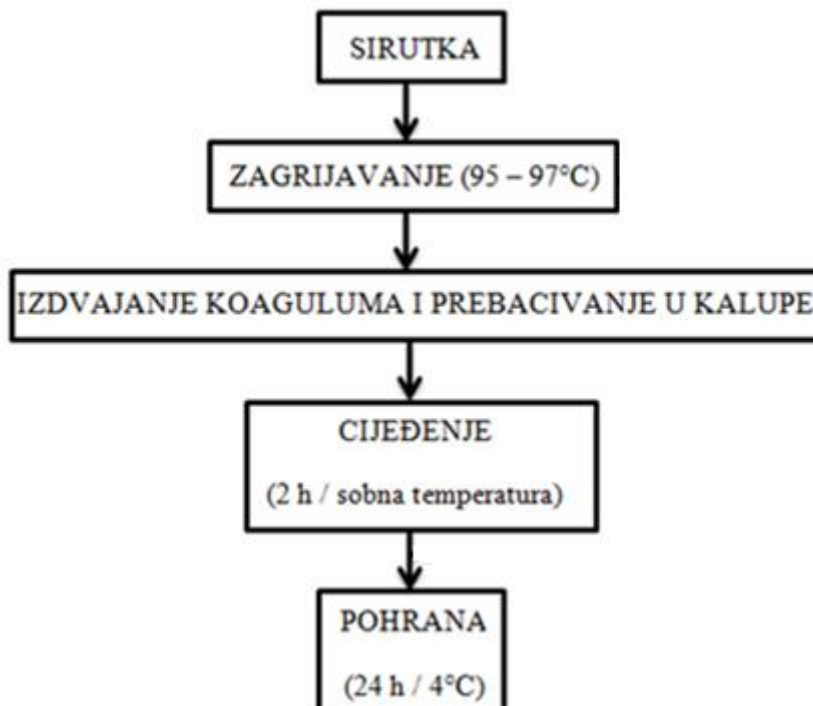 SIRUTKA
ZAGRIJAVANJE (95 – 97°C)
IZDVAJANJE KOAGULUMA I PREBACIVANJE U KALUPE
CIJEĐENJE
(2 h / sobna temperatura)
POHRANA
(24 h / 4°C)